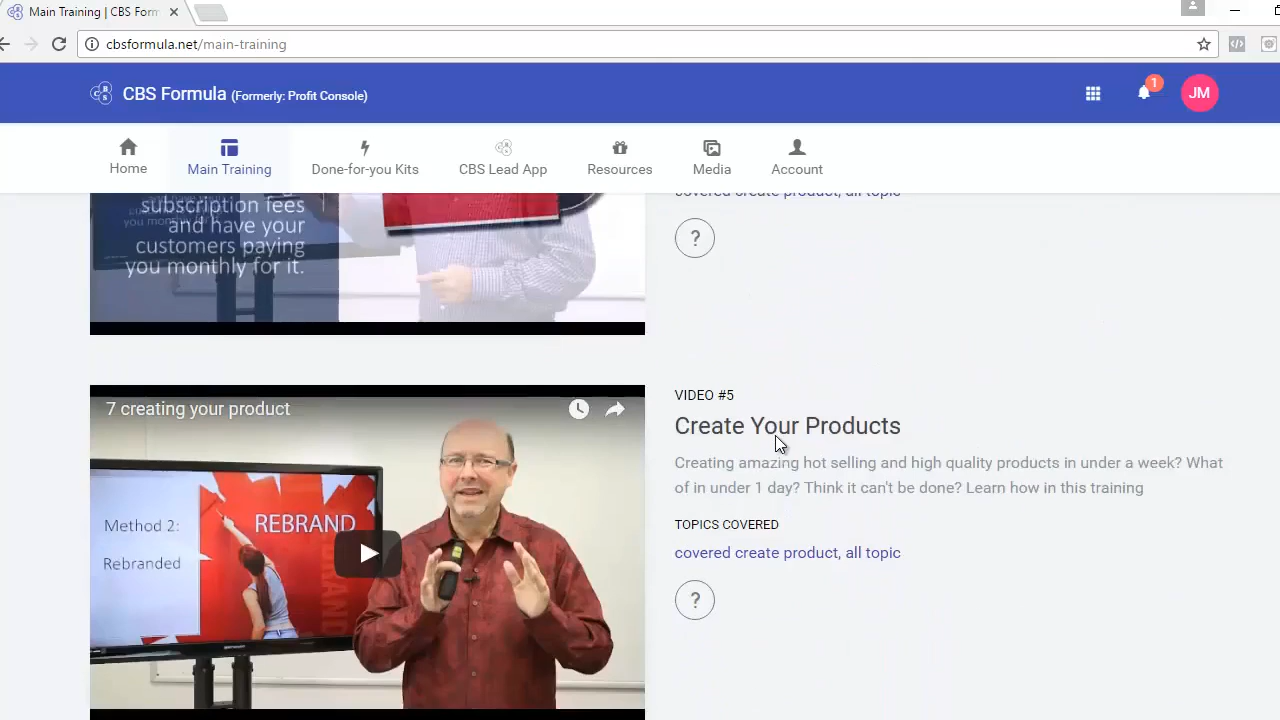 Main Training | CBS Form
cbsformula.net/main-training
CBS Formula (Formerly: Profit Console)
1
JM
Home
Main Training
Done-for-you Kits
CBS Lead App
Resources
Media
Account
subscription fees
and have your
customers paying
you monthly for it.
covered create product, all topic
?
7 creating your product
Method 2:
Rebranded
REBRAND
VIDEO #5
Create Your Products
Creating amazing hot selling and high quality products in under a week? What
of in under 1 day? Think it can't be done? Learn how in this training
TOPICS COVERED
covered create product, all topic
?